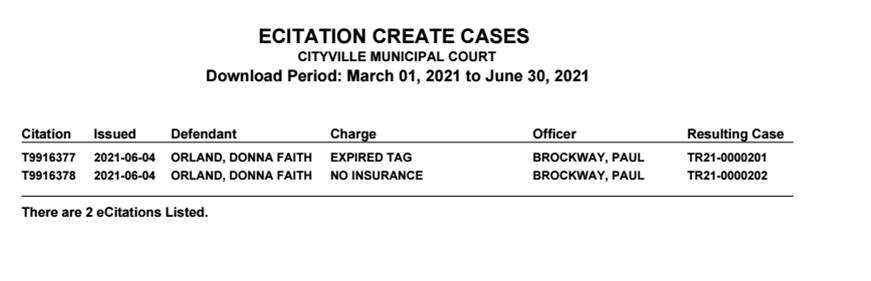 ECITATION CREATE CASES
CITYVILLE MUNICIPAL COURT
Download Period: March 01, 2021 to June 30, 2021
Citation Issued Defendant Charge Officer Resulting Case
T9916377 2021-06-04 ORLAND, DONNA FAITH EXPIRED TAG BROCKWAY, PAUL TR21-0000201
T9916378 2021-06-04 ORLAND, DONNA FAITH NO INSURANCE BROCKWAY, PAUL TR21-0000202
There are 2 eCitations Listed.